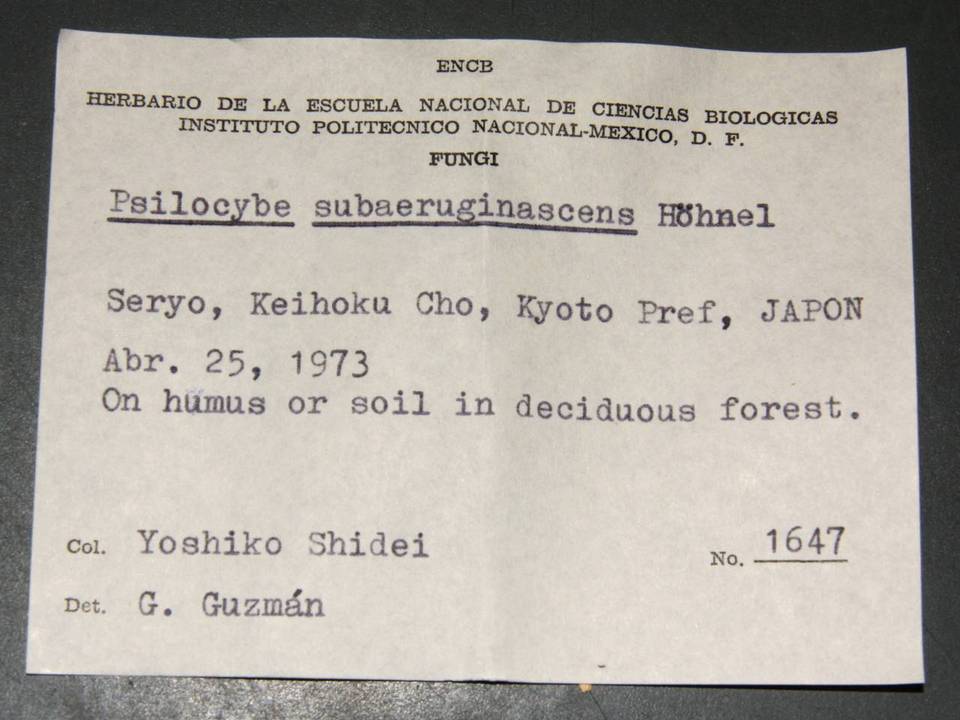 ENCB
HERBARIO DE LA ESCUELA NACIONAL DE CIENCIAS BIOLOGICAS
INSTITUTO POLITECNICO NACIONAL-MEXICO, D. F.
FUNGI
Psilocybe subaeruginascens Höhnel
Seryo, Keihoku Cho, Kyoto Pref, JAPON
Abr. 25, 1973
On humus or soil in deciduous forest.
Col. Yoshiko Shidei No. 1647
Det. G. Guzmán